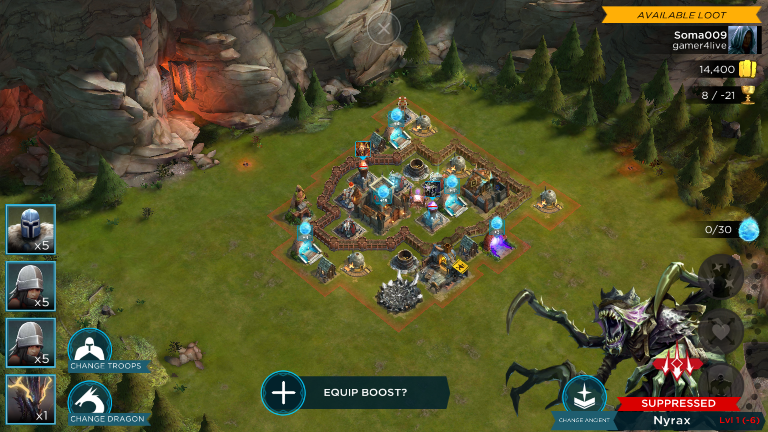 AVAILABLE LOOT
Soma009
gamer4live
14,400
8 / -21
0/30
x5
x5
x5
x1
CHANGE TROOPS
CHANGE DRAGON
EQUIP BOOST?
CHANGE ANCIENT
SUPPRESSED
Nyrax
Lvl 1 (-6)